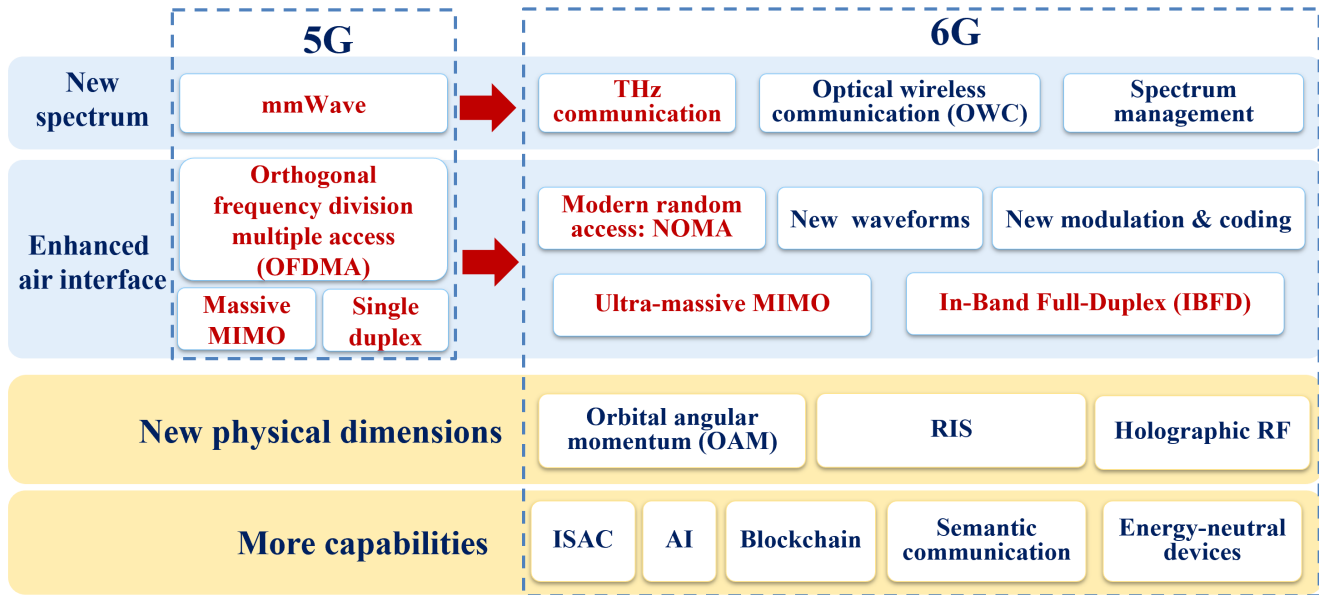 5G
6G
New
spectrum
mmWave
THz
communication
Optical wireless
communication (OWC)
Spectrum
management
Enhanced
air interface
Orthogonal
frequency division
multiple access
(OFDMA)
Massive
MIMO
Single
duplex
Modern random
access: NOMA
New waveforms
New modulation & coding
Ultra-massive MIMO
In-Band Full-Duplex (IBFD)
New physical dimensions
Orbital angular
momentum (OAM)
RIS
Holographic RF
More capabilities
ISAC
AI
Blockchain
Semantic
communication
Energy-neutral
devices